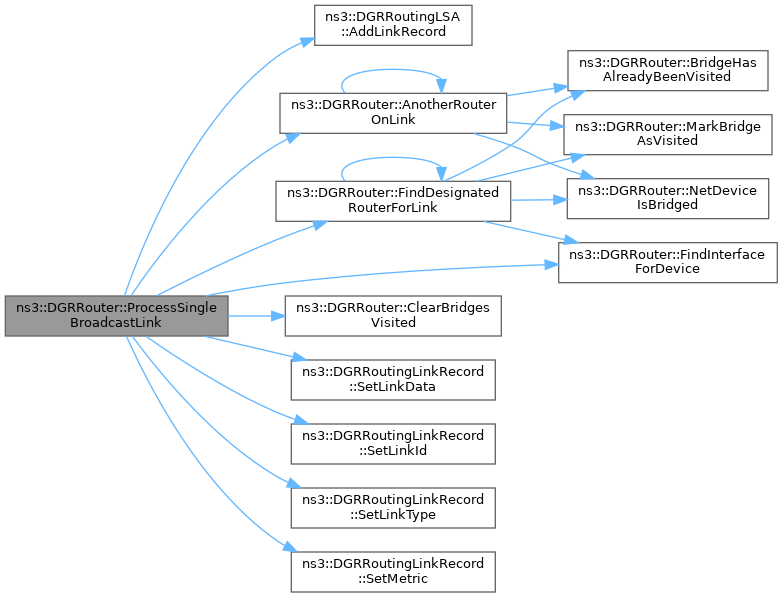 ns3::DGRRoutingLSA
::AddLinkRecord
ns3::DGRRouter::BridgeHas
AlreadyBeenVisited
ns3::DGRRouter::AnotherRouter
OnLink
ns3::DGRRouter::MarkBridge
AsVisited
ns3::DGRRouter::FindDesignated
RouterForLink
ns3::DGRRouter::NetDevice
IsBridged
ns3::DGRRouter::FindInterface
ForDevice
ns3::DGRRouter::ProcessSingle
BroadcastLink
ns3::DGRRouter::ClearBridges
Visited
ns3::DGRRoutingLinkRecord
::SetLinkData
ns3::DGRRoutingLinkRecord
::SetLinkId
ns3::DGRRoutingLinkRecord
::SetLinkType
ns3::DGRRoutingLinkRecord
::SetMetric